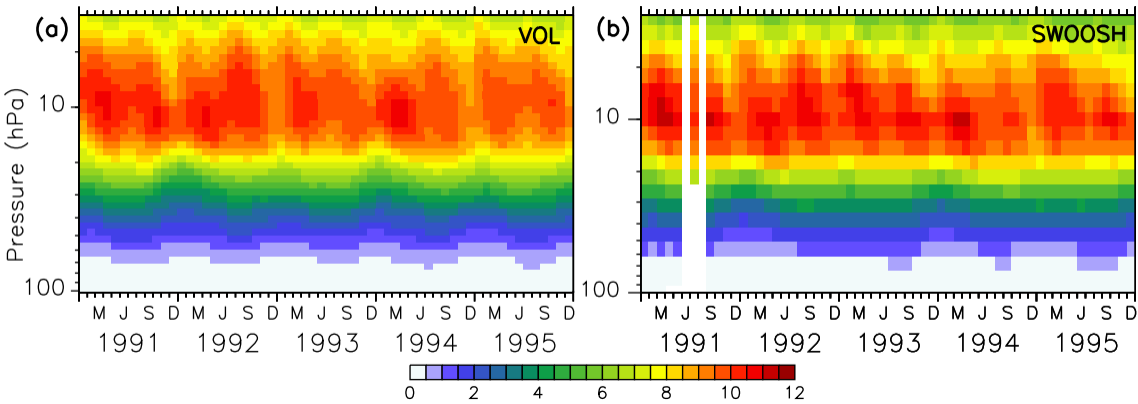 (a) VOL
(b) SWOOSH
Pressure (hPa)
10
100
10
100
M J S D M J S D M J S D M J S D M J S D
1991 1992 1993 1994 1995
M J S D M J S D M J S D M J S D M J S D
1991 1992 1993 1994 1995
0 2 4 6 8 10 12